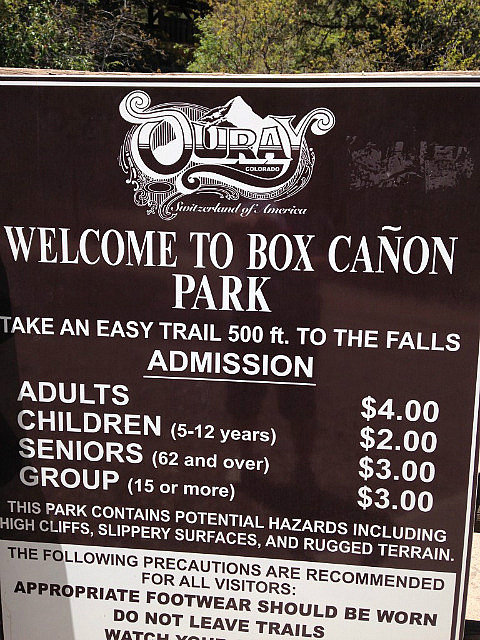 OURAY
COLORADO
Switzerland of America
WELCOME TO BOX CAÑON
PARK
TAKE AN EASY TRAIL 500 ft. TO THE FALLS
ADMISSION
ADULTS $4.00
CHILDREN (5-12 years) $2.00
SENIORS (62 and over) $3.00
GROUP (15 or more) $3.00
THIS PARK CONTAINS POTENTIAL HAZARDS INCLUDING
HIGH CLIFFS, SLIPPERY SURFACES, AND RUGGED TERRAIN.
THE FOLLOWING PRECAUTIONS ARE RECOMMENDED
FOR ALL VISITORS:
APPROPRIATE FOOTWEAR SHOULD BE WORN
DO NOT LEAVE TRAILS
WATCH YOUR